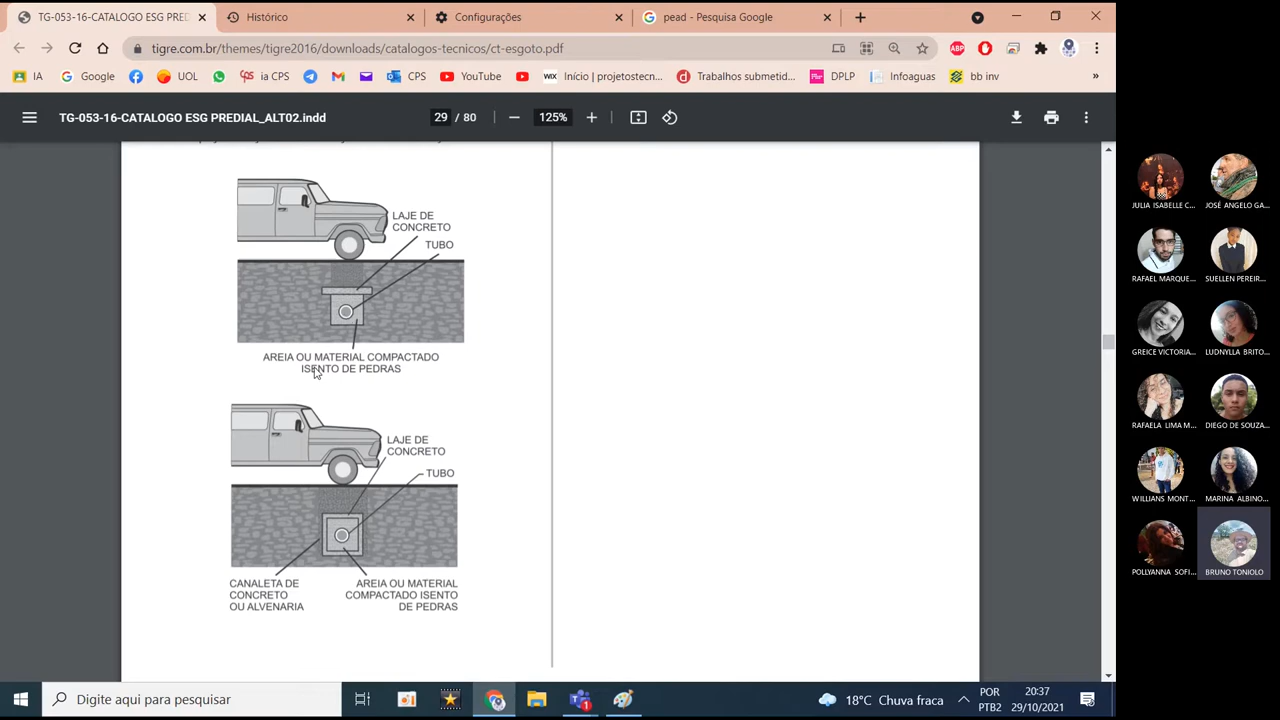 TG-053-16-CATALOGO ESG PREI
Histórico
Configurações
pead - Pesquisa Google
tigre.com.br/themes/tigre2016/downloads/catalogos-tecnicos/ct-esgoto.pdf
ABP
IA
Google
UOL
ia CPS
CPS
YouTube
WIX Início | projetostecn...
Trabalhos submetid...
DPLP
Infoaguas
bb inv
»
TG-053-16-CATALOGO ESG PREDIAL_ALT02.indd
29 / 80
125%
LAJE DE
CONCRETO
TUBO
AREIA OU MATERIAL COMPACTADO
ISENTO DE PEDRAS
LAJE DE
CONCRETO
TUBO
CANALETA DE
CONCRETO
OU ALVENARIA
AREIA OU MATERIAL
COMPACTADO ISENTO
DE PEDRAS
JULIA ISABELLE C...
JOSÉ ANGELO GA...
RAFAEL MARQUE...
SUELLEN PEREIR...
GREICE VICTORIA...
LUDNYLLA BRITO...
RAFAELA LIMA M...
DIEGO DE SOUZA...
WILLIANS MONT...
MARINA ALBINO...
POLLYANNA SOFI...
BRUNO TONIOLO
Digite aqui para pesquisar
1
18°C Chuva fraca
POR
PTB2
20:37
29/10/2021